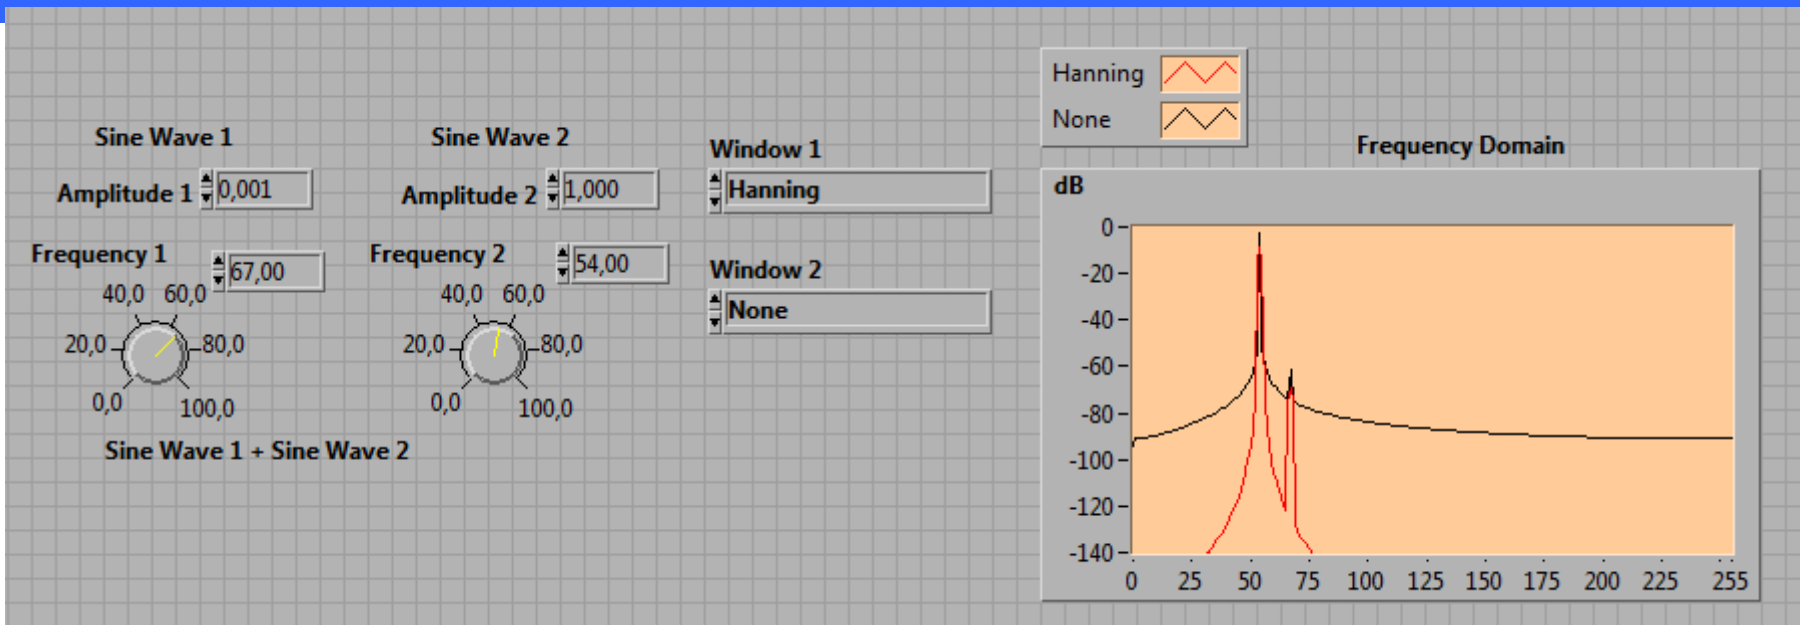 Hanning
None
Sine Wave 1
Sine Wave 2
Window 1
Frequency Domain
Amplitude 1 0,001
Amplitude 2 1,000
Hanning
dB
Frequency 1 67,00
Frequency 2 54,00
Window 2
None
40,0 60,0
20,0 80,0
0,0 100,0
40,0 60,0
20,0 80,0
0,0 100,0
Sine Wave 1 + Sine Wave 2
0
-20
-40
-60
-80
-100
-120
-140
0 25 50 75 100 125 150 175 200 225 255